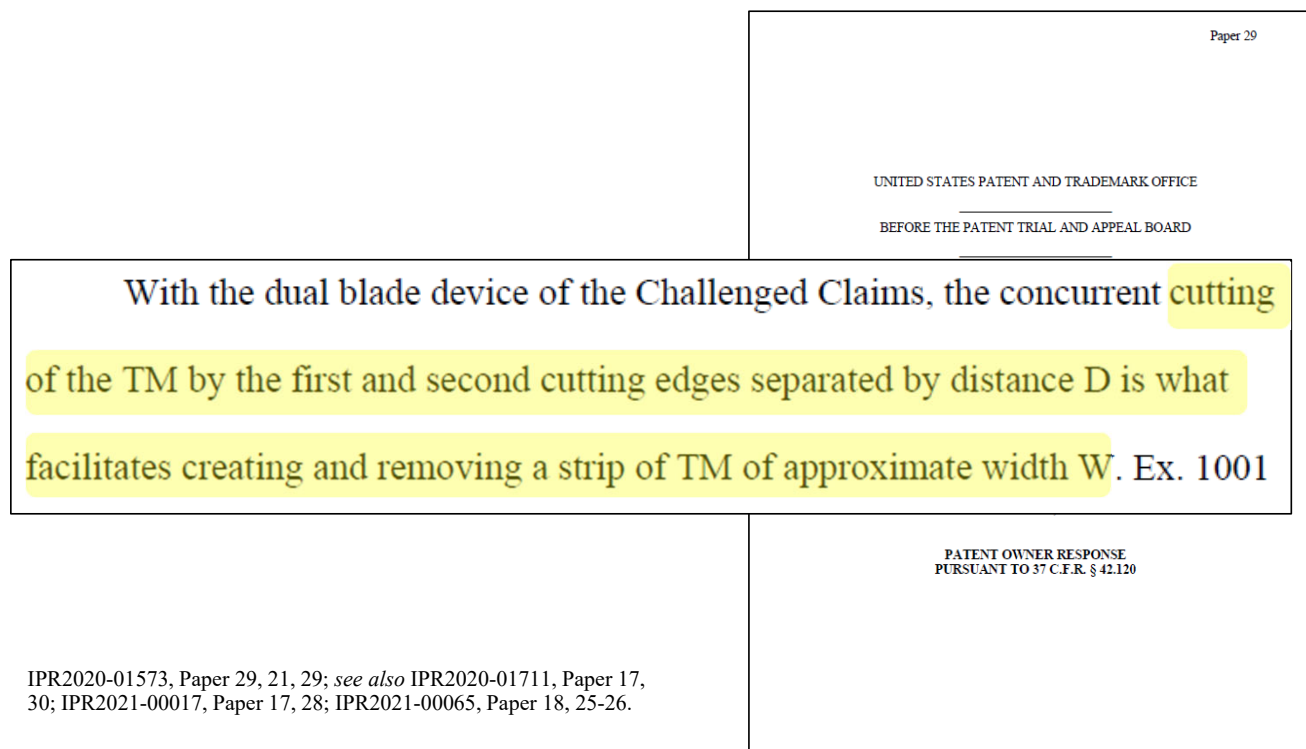 Paper 29
UNITED STATES PATENT AND TRADEMARK OFFICE
BEFORE THE PATENT TRIAL AND APPEAL BOARD
With the dual blade device of the Challenged Claims, the concurrent cutting
of the TM by the first and second cutting edges separated by distance D is what
facilitates creating and removing a strip of TM of approximate width W. Ex. 1001
PATENT OWNER RESPONSE
PURSUANT TO 37 C.F.R. § 42.120
IPR2020-01573, Paper 29, 21, 29; see also IPR2020-01711, Paper 17,
30; IPR2021-00017, Paper 17, 28; IPR2021-00065, Paper 18, 25-26.